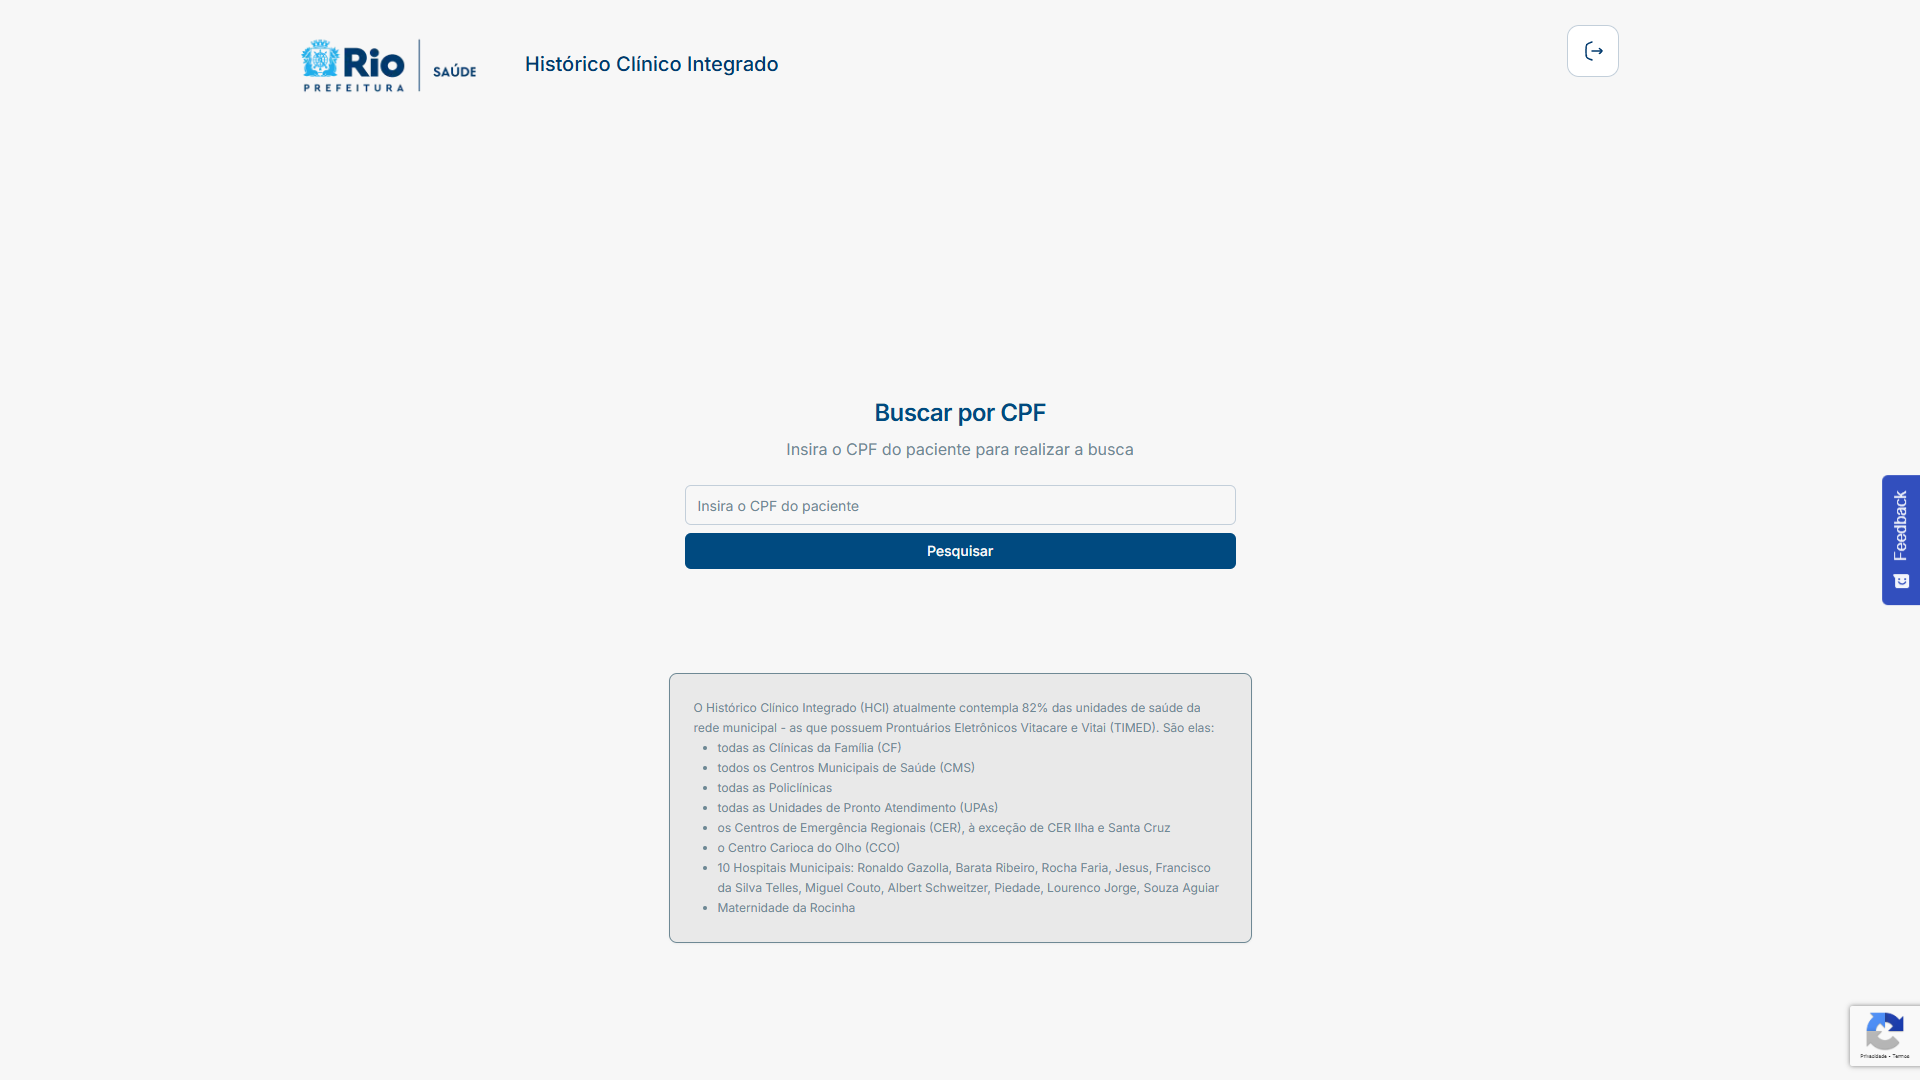 Rio
PREFEITURA
SAÚDE
Histórico Clínico Integrado
Buscar por CPF
Insira o CPF do paciente para realizar a busca
Insira o CPF do paciente
Pesquisar
Feedback
O Histórico Clínico Integrado (HCI) atualmente contempla 82% das unidades de saúde da
rede municipal - as que possuem Prontuários Eletrônicos Vitacare e Vitai (TIMED). São elas:
• todas as Clínicas da Família (CF)
• todos os Centros Municipais de Saúde (CMS)
• todas as Policlínicas
• todas as Unidades de Pronto Atendimento (UPAs)
• os Centros de Emergência Regionais (CER), à exceção de CER Ilha e Santa Cruz
• o Centro Carioca do Olho (CCO)
• 10 Hospitais Municipais: Ronaldo Gazolla, Barata Ribeiro, Rocha Faria, Jesus, Francisco
da Silva Telles, Miguel Couto, Albert Schweitzer, Piedade, Lourenco Jorge, Souza Aguiar
• Maternidade da Rocinha
Privacidade • Termos